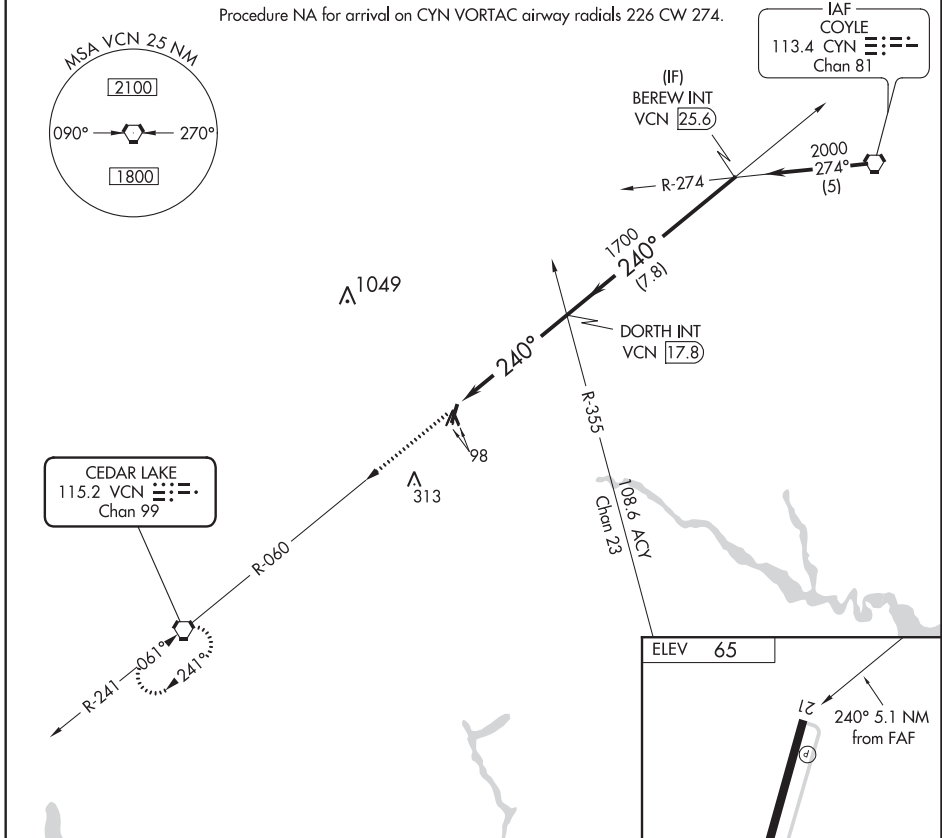 Procedure NA for arrival on CYN VORTAC airway radials 226 CW 274.
IAF
COYLE
113.4 CYN
Chan 81
MSA VCN 25 NM
2100
090°
270°
1800
(IF)
BEREW INT
VCN 25.6
2000
274°
(5)
R-274
1700
240°
(7.8)
1049
DORTH INT
VCN 17.8
240°
R-355
98
313
108.6 ACY
Chan 23
CEDAR LAKE
115.2 VCN
Chan 99
R-060
061°
241°
R-241
ELEV 65
21
240° 5.1 NM
from FAF
P